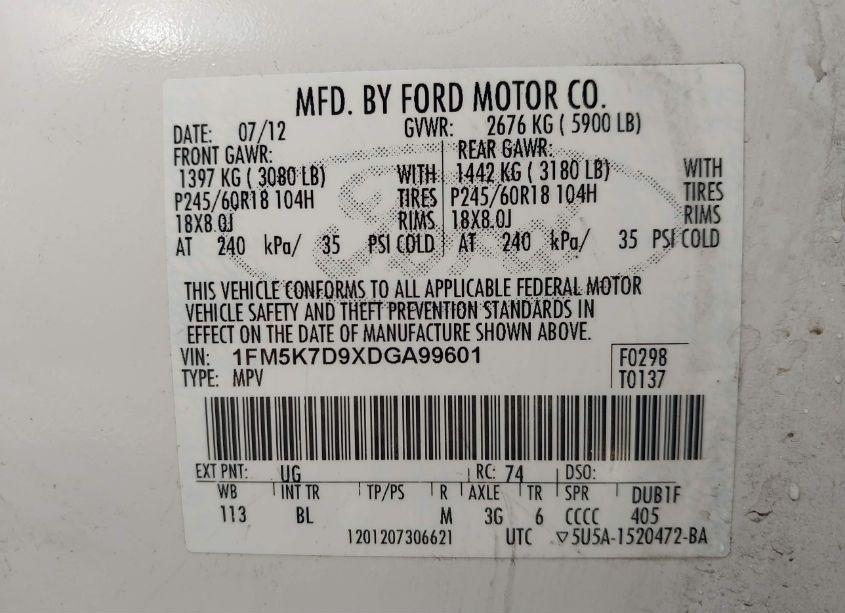 MFD. BY FORD MOTOR CO.
DATE: 07/12 GVWR: 2676 KG ( 5900 LB)
FRONT GAWR: REAR GAWR:
1397 KG ( 3080 LB) WITH 1442 KG ( 3180 LB) WITH
P245/60R18 104H TIRES P245/60R18 104H TIRES
18X8.0J RIMS 18X8.0J RIMS
AT 240 kPa/ 35 PSI COLD AT 240 kPa/ 35 PSI COLD
Ford
THIS VEHICLE CONFORMS TO ALL APPLICABLE FEDERAL MOTOR
VEHICLE SAFETY AND THEFT PREVENTION STANDARDS IN
EFFECT ON THE DATE OF MANUFACTURE SHOWN ABOVE.
VIN: 1FM5K7D9XDGA99601 F0298
TYPE: MPV T0137
EXT PNT: UG RC: 74 DSO:
WB INT TR TP/PS R AXLE TR SPR DUB1F
113 BL M 3G 6 CCCC 405
1201207306621 UTC ▽5U5A-1520472-BA